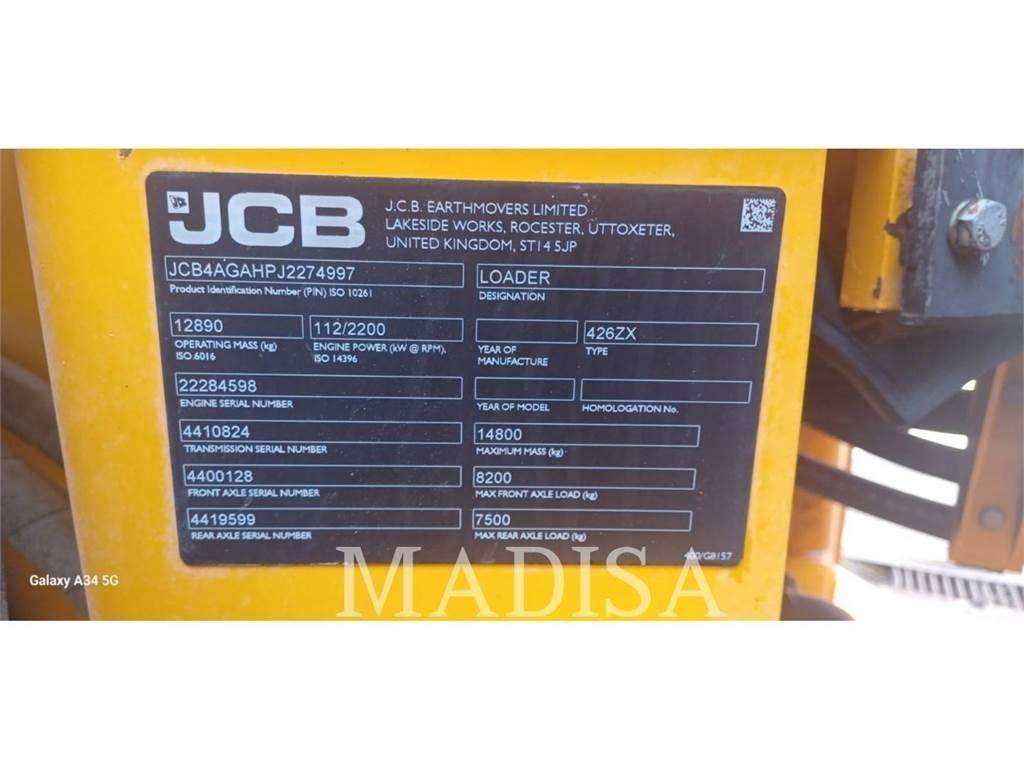 JCB
J.C.B. EARTHMOVERS LIMITED
LAKESIDE WORKS, ROCESTER, UTTOXETER,
UNITED KINGDOM, ST14 5JP
JCB4AGAHPJ2274997
Product Identification Number (PIN) ISO 10261
LOADER
DESIGNATION
12890
OPERATING MASS (kg)
ISO 6016
112/2200
ENGINE POWER (kW @ RPM),
ISO 14396
YEAR OF
MANUFACTURE
426ZX
TYPE
22284598
ENGINE SERIAL NUMBER
YEAR OF MODEL
HOMOLOGATION No.
4410824
TRANSMISSION SERIAL NUMBER
14800
MAXIMUM MASS (kg)
4400128
FRONT AXLE SERIAL NUMBER
8200
MAX FRONT AXLE LOAD (kg)
4419599
REAR AXLE SERIAL NUMBER
7500
MAX REAR AXLE LOAD (kg)
400/G8157
Galaxy A34 5G
MADISA